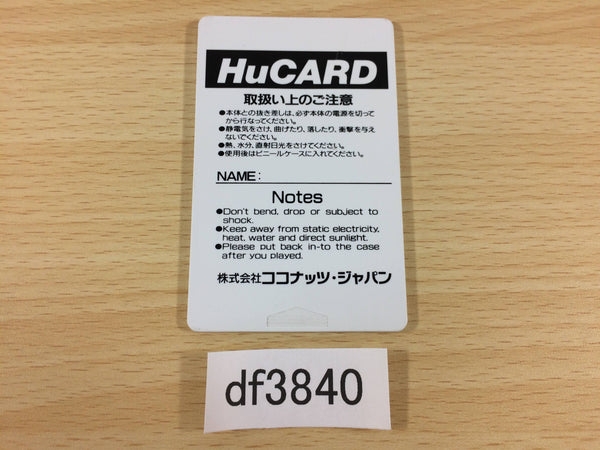 HuCARD
取扱い上のご注意
●本体との抜き差しは、必ず本体の電源を切って
から行なってください。
●静電気をさけ、曲げたり、落したり、衝撃を与え
ないでください。
●熱、水分、直射日光をさけてください。
●使用後はビニールケースに入れてください。
NAME:
Notes
●Don't bend, drop or subject to
shock.
●Keep away from static electricity,
heat, water and direct sunlight.
●Please put back in-to the case
after you played.
株式会社ココナッツ・ジャパン
df3840